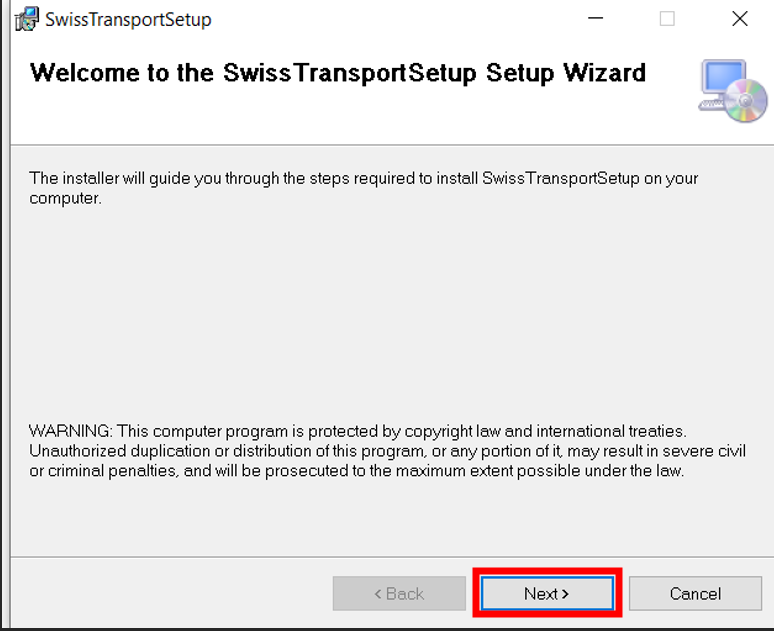 SwissTransportSetup
Welcome to the SwissTransportSetup Setup Wizard
The installer will guide you through the steps required to install SwissTransportSetup on your
computer.
WARNING: This computer program is protected by copyright law and international treaties.
Unauthorized duplication or distribution of this program, or any portion of it, may result in severe civil
or criminal penalties, and will be prosecuted to the maximum extent possible under the law.
< Back
Next >
Cancel